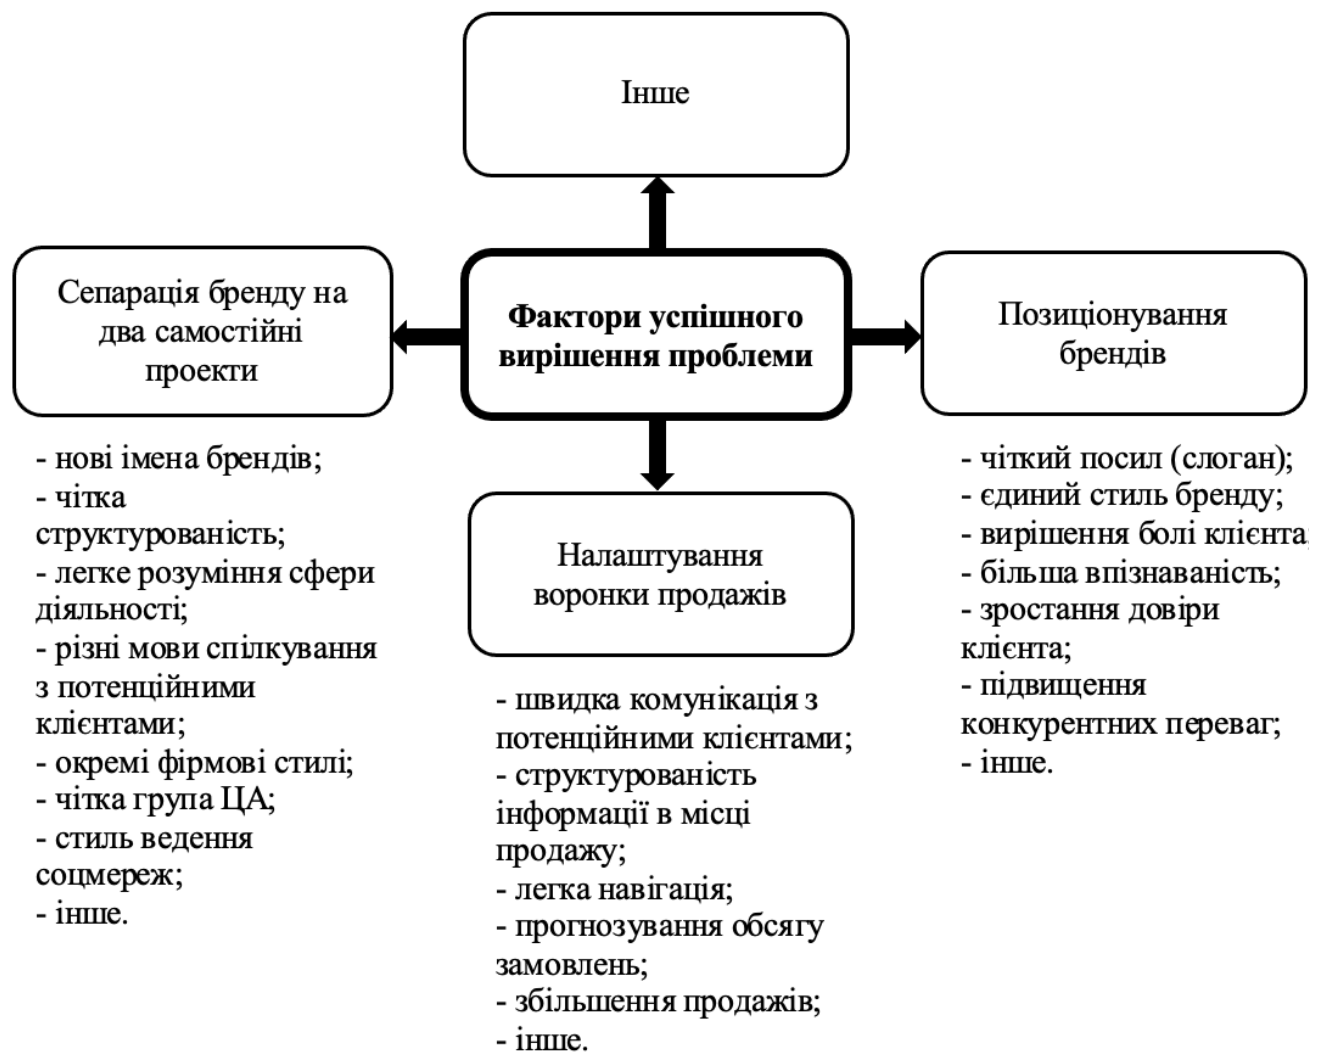 Інше
Сепарація бренду на
два самостійні
проекти
Фактори успішного
вирішення проблеми
Позиціонування
брендів
- нові імена брендів;
- чітка
структурованість;
- легке розуміння сфери
діяльності;
- різні мови спілкування
з потенційними
клієнтами;
- окремі фірмові стилі;
- чітка група ЦА;
- стиль ведення
соцмереж;
- інше.
Налаштування
воронки продажів
- швидка комунікація з
потенційними клієнтами;
- структурованість
інформації в місці
продажу;
- легка навігація;
- прогнозування обсягу
замовлень;
- збільшення продажів;
- інше.
- чіткий посил (слоган);
- єдиний стиль бренду;
- вирішення болі клієнта;
- більша впізнаваність;
- зростання довіри
клієнта;
- підвищення
конкурентних переваг;
- інше.